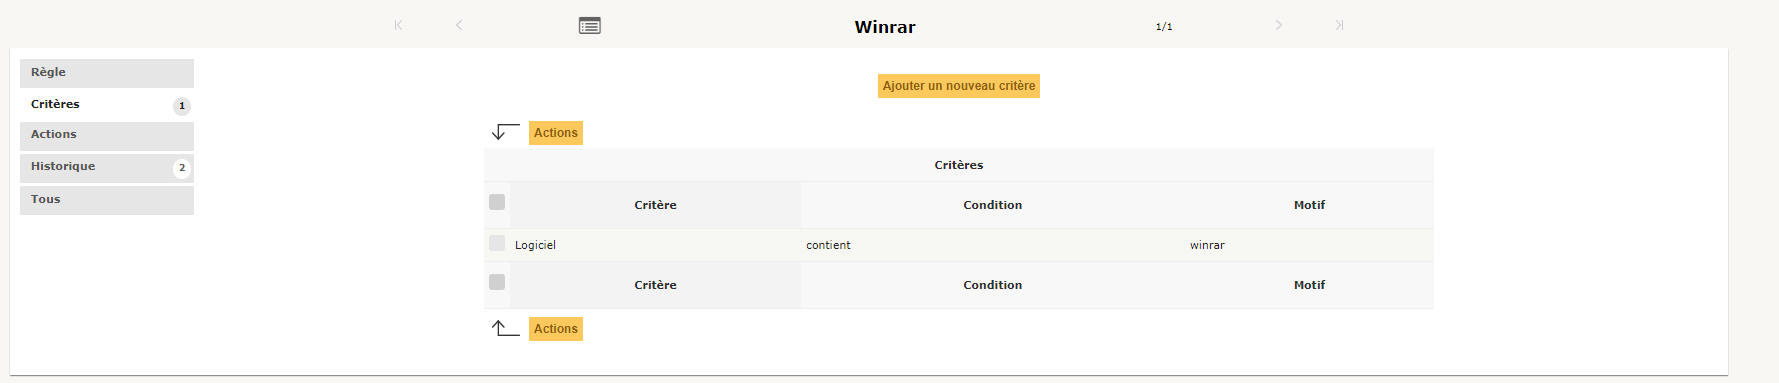 Winrar
1/1
Règle
Critères 1
Actions
Historique 2
Tous
Ajouter un nouveau critère
Actions
Critères
Critère Condition Motif
Logiciel contient winrar
Critère Condition Motif
Actions